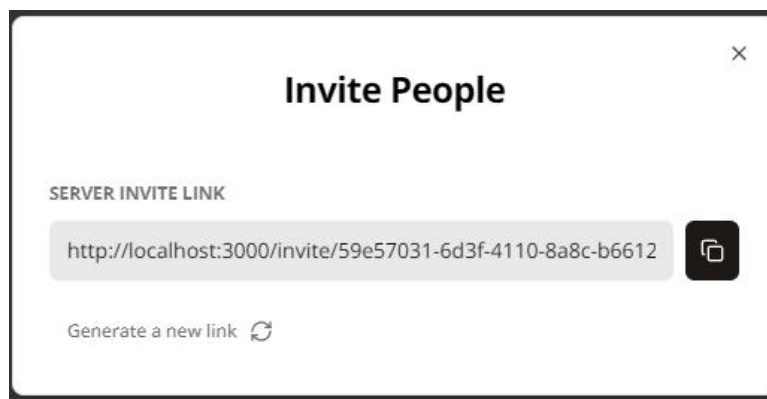 Invite People
SERVER INVITE LINK
http://localhost:3000/invite/59e57031-6d3f-4110-8a8c-b6612
Generate a new link